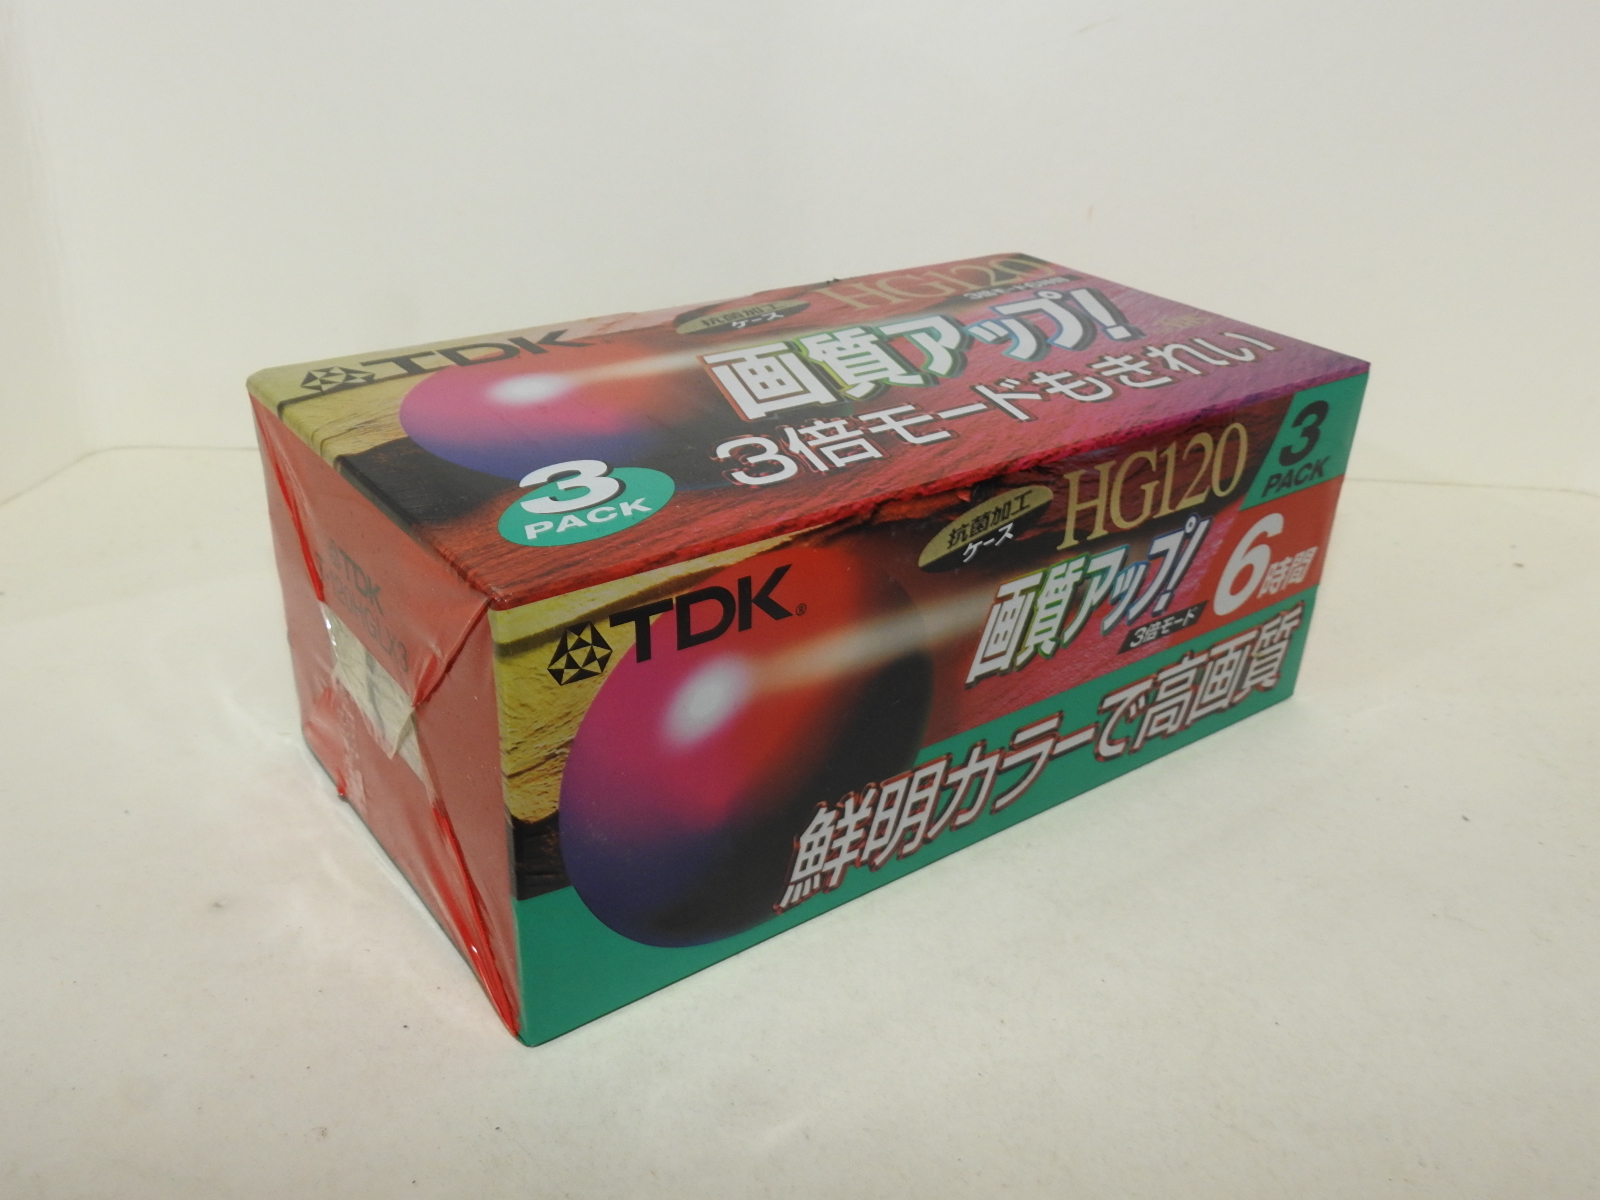 TDK
抗菌加工
ケース
HG120
画質アップ!
3倍モードもきれい
3
PACK
TDK®
抗菌加工
ケース
HG120
3
PACK
画質アップ!
3倍モード
6時間
鮮明カラーで高画質
TDK